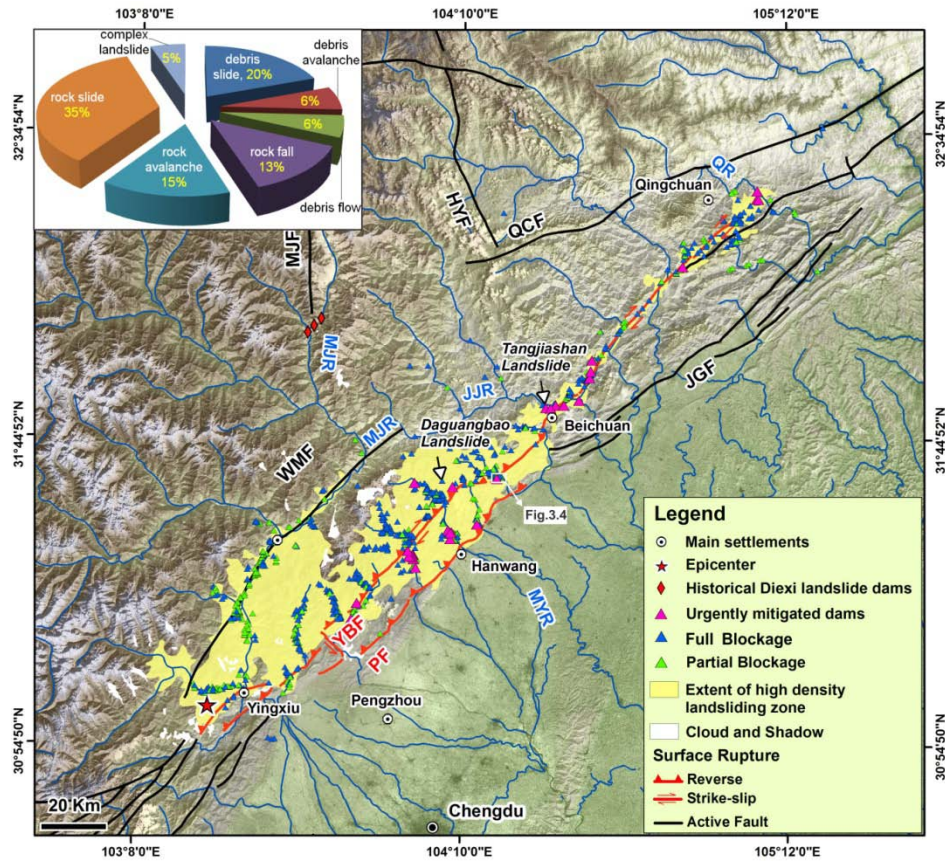 103°8'0"E
104°10'0"E
105°12'0"E
complex
landslide
5%
debris
slide, 20%
debris
avalanche
6%
6%
rock slide
35%
rock
avalanche
15%
rock fall
13%
debris flow
32°34'54"N
32°34'54"N
QR
Qingchuan
HYF
QCF
MJF
MJR
Tangjiashan
Landslide
JJR
JGF
Beichuan
MJR
Daguangbao
Landslide
WMF
31°44'52"N
31°44'52"N
Fig.3.4
Hanwang
MYR
YBF
PF
Pengzhou
Yingxiu
30°54'50"N
30°54'50"N
20 Km
Chengdu
Legend
Main settlements
Epicenter
Historical Diexi landslide dams
Urgently mitigated dams
Full Blockage
Partial Blockage
Extent of high density
landsliding zone
Cloud and Shadow
Surface Rupture
Reverse
Strike-slip
Active Fault
103°8'0"E
104°10'0"E
105°12'0"E